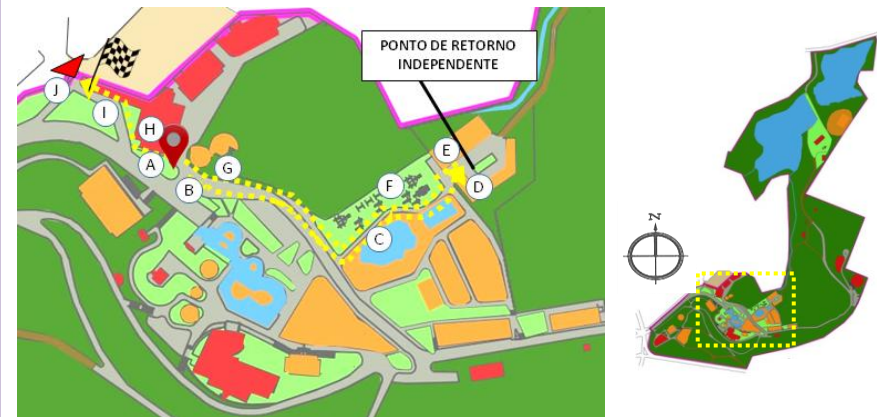 PONTO DE RETORNO
INDEPENDENTE
J
I
H
A
B
G
E
D
F
C
N